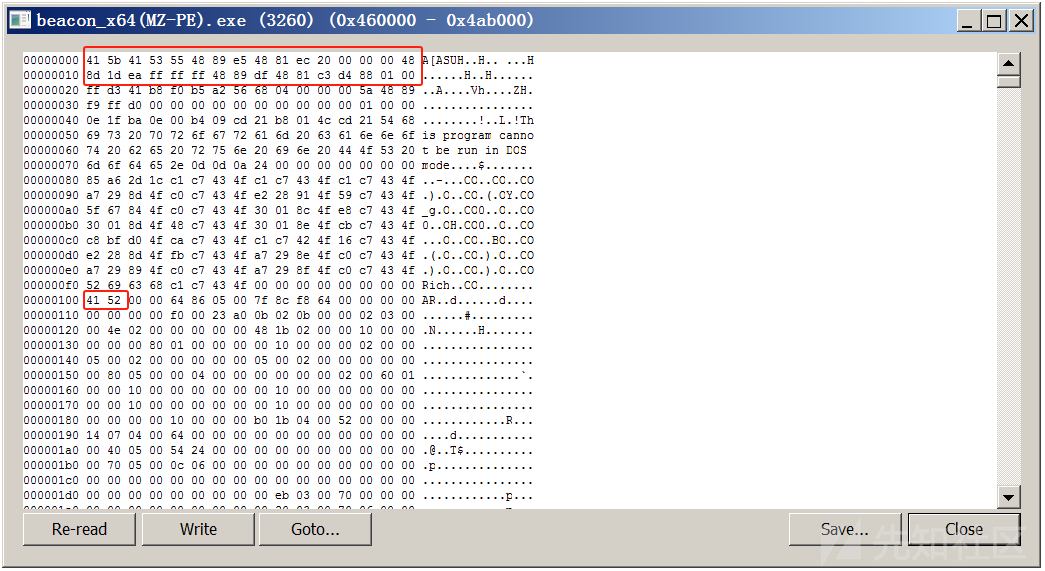 beacon_x64(MZ-PE).exe (3260) (0x460000 - 0x4ab000)
00000000 41 5b 41 53 55 48 89 e5 48 81 ec 20 00 00 00 48 A[ASUH..H.. ...H
00000010 8d 1d ea ff ff ff 48 89 df 48 81 c3 d4 88 01 00 ......H..H......
00000020 ff d3 41 b8 f0 b5 a2 56 68 04 00 00 00 5a 48 89 ..A....Vh....ZH.
00000030 f9 ff d0 00 00 00 00 00 00 00 00 00 00 01 00 00 ................
00000040 0e 1f ba 0e 00 b4 09 cd 21 b8 01 4c cd 21 54 68 ........!..L.!Th
00000050 69 73 20 70 72 6f 67 72 61 6d 20 63 61 6e 6e 6f is program canno
00000060 74 20 62 65 20 72 75 6e 20 69 6e 20 44 4f 53 20 t be run in DOS
00000070 6d 6f 64 65 2e 0d 0d 0a 24 00 00 00 00 00 00 00 mode....$.......
00000080 85 a6 2d 1c c1 c7 43 4f c1 c7 43 4f c1 c7 43 4f ..-...CO..CO..CO
00000090 a7 29 8d 4f c0 c7 43 4f e2 28 91 4f 59 c7 43 4f .).O..CO.(.OY.CO
000000a0 5f 67 84 4f c0 c7 43 4f 30 01 8c 4f e8 c7 43 4f _g.O..CO0..O..CO
000000b0 30 01 8d 4f 48 c7 43 4f 30 01 8e 4f cb c7 43 4f 0..OH.CO0..O..CO
000000c0 c8 bf d0 4f ca c7 43 4f c1 c7 42 4f 16 c7 43 4f ...O..CO..BO..CO
000000d0 e2 28 8d 4f fb c7 43 4f a7 29 8e 4f c0 c7 43 4f .(.O..CO.).O..CO
000000e0 a7 29 89 4f c0 c7 43 4f a7 29 8f 4f c0 c7 43 4f .).O..CO.).O..CO
000000f0 52 69 63 68 c1 c7 43 4f 00 00 00 00 00 00 00 00 Rich..CO........
00000100 41 52 00 00 64 86 05 00 7f 8c f8 64 00 00 00 00 AR..d......d....
00000110 00 00 00 00 f0 00 23 a0 0b 02 0b 00 00 02 03 00 ......#.........
00000120 00 4e 02 00 00 00 00 00 48 1b 02 00 00 10 00 00 .N......H.......
00000130 00 00 00 80 01 00 00 00 00 10 00 00 00 02 00 00 ................
00000140 05 00 02 00 00 00 00 00 05 00 02 00 00 00 00 00 ................
00000150 00 80 05 00 00 04 00 00 00 00 00 00 02 00 60 01 ..............`.
00000160 00 00 10 00 00 00 00 00 00 10 00 00 00 00 00 00 ................
00000170 00 00 10 00 00 00 00 00 00 10 00 00 00 00 00 00 ................
00000180 00 00 00 00 10 00 00 00 b0 1b 04 00 52 00 00 00 ............R...
00000190 14 07 04 00 64 00 00 00 00 00 00 00 00 00 00 00 ....d...........
000001a0 00 40 05 00 54 24 00 00 00 00 00 00 00 00 00 00 .@..T$..........
000001b0 00 70 05 00 0c 06 00 00 00 00 00 00 00 00 00 00 .p..............
000001c0 00 00 00 00 00 00 00 00 00 00 00 00 00 00 00 00 ................
000001d0 00 00 00 00 00 00 00 00 00 eb 03 00 70 00 00 00 ............p...
Re-read Write Goto... Save... Close
先知社区